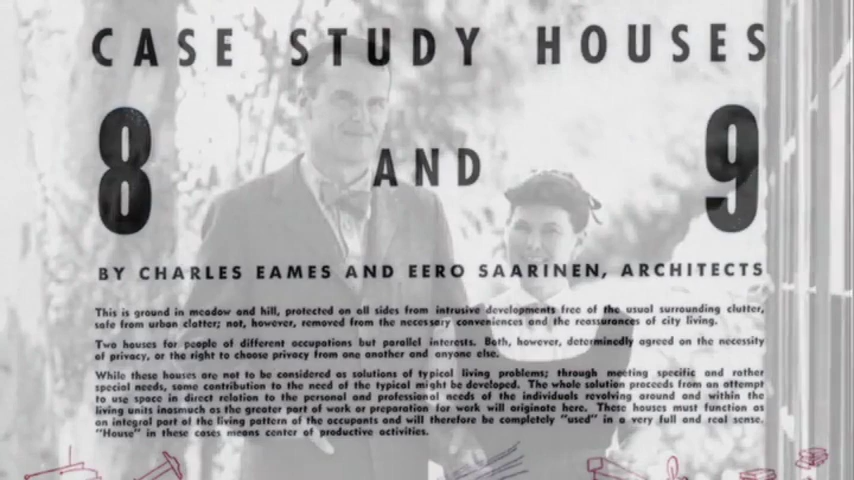 CASE STUDY HOUSES
8 AND 9
BY CHARLES EAMES AND EERO SAARINEN, ARCHITECTS
This is ground in meadow and hill, protected on all sides from intrusive developments free of the usual surrounding clutter,
safe from urban clatter; not, however, removed from the necessary conveniences and the reassurances of city living.
Two houses for people of different occupations but parallel interests. Both, however, determinedly agreed on the necessity
of privacy, or the right to choose privacy from one another and anyone else.
While these houses are not to be considered as solutions of typical living problems; through meeting specific and rather
special needs, some contribution to the need of the typical might be developed. The whole solution proceeds from an attempt
to use space in direct relation to the personal and professional needs of the individuals revolving around and within the
living units inasmuch as the greater part of work or preparation for work will originate here. These houses must function as
an integral part of the living pattern of the occupants and will therefore be completely "used" in a very full and real sense.
"House" in these cases means center of productive activities.